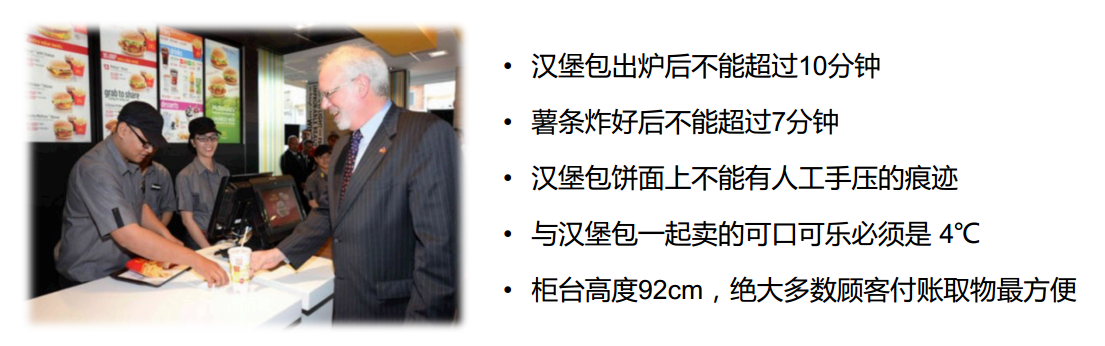 grab to share
desserts
• 汉堡包出炉后不能超过10分钟
• 薯条炸好后不能超过7分钟
• 汉堡包饼面上不能有人工手压的痕迹
• 与汉堡包一起卖的可口可乐必须是 4℃
• 柜台高度92cm，绝大多数顾客付账取物最方便